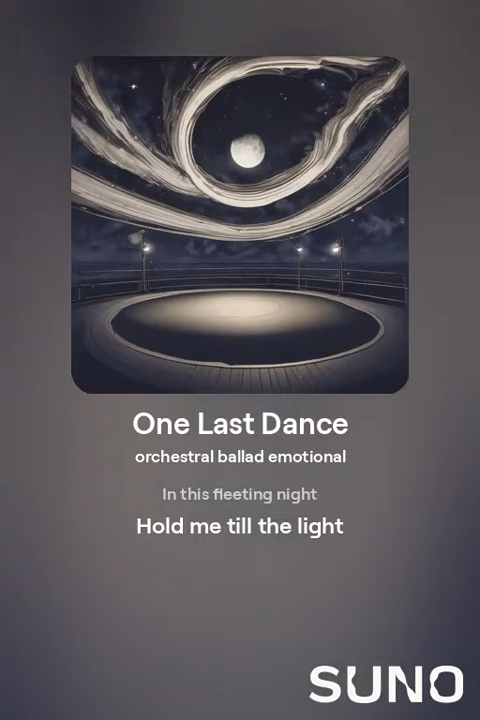 One Last Dance
orchestral ballad emotional
In this fleeting night
Hold me till the light
SUNO